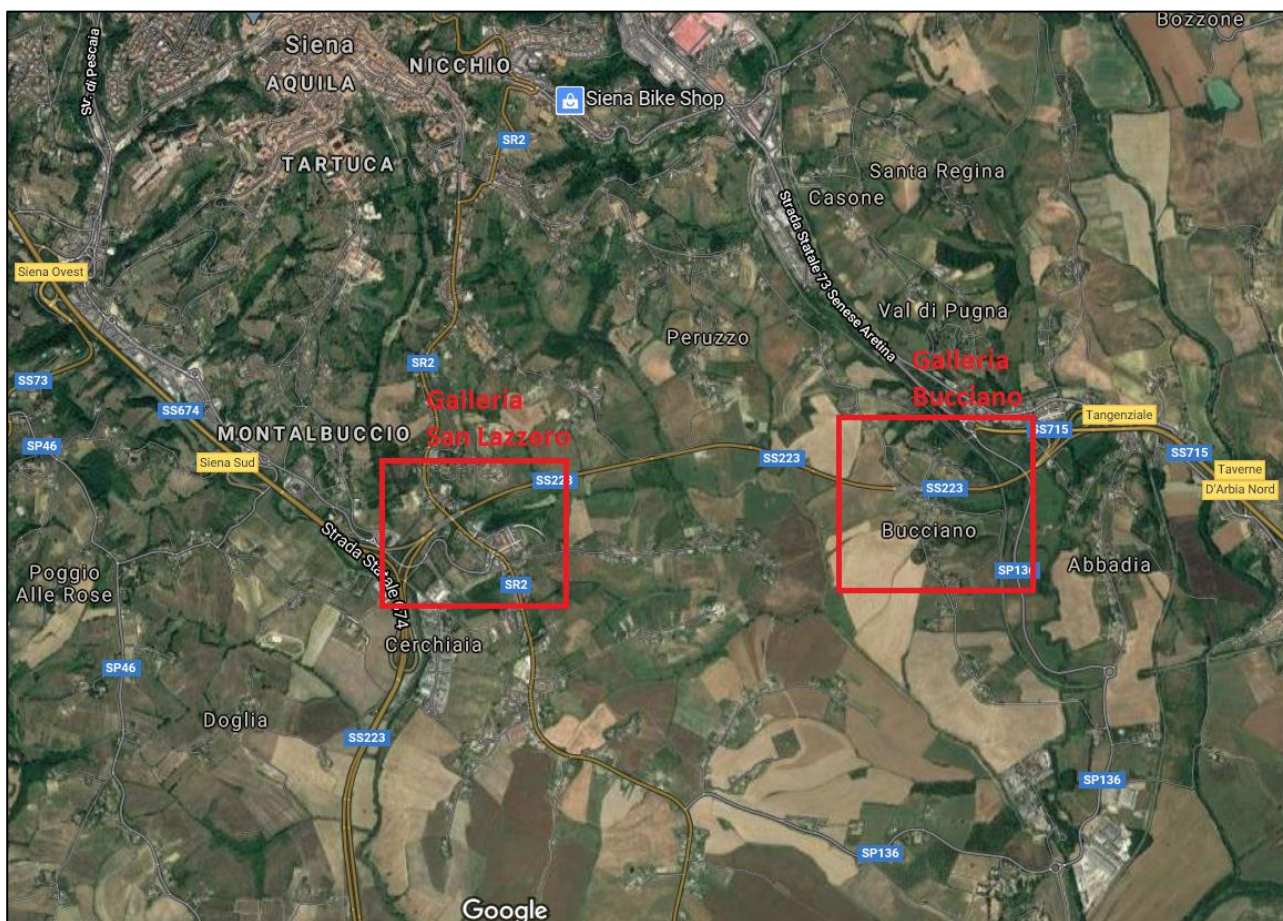 Bozzone
Siena
NICCHIO
AQUILA
Str. di Pescaia
Siena Bike Shop
SR2
TARTUCA
Santa Regina
Casone
Strada Statale 73 Senese Aretina
Siena Ovest
Val di Pugna
Peruzzo
SR2
Galleria
Bucciano
SS73
SS674
Galleria
San Lazzero
Tangenziale
MONTALBUCCIO
SS715
SP46
Siena Sud
SS223
SS715
Taverne
D'Arbia Nord
SS223
SS223
Bucciano
Strada Statale 674
Poggio
Alle Rose
SR2
SP136
Abbadia
Cerchiaia
SP46
Doglia
SS223
SP136
SP136
Google